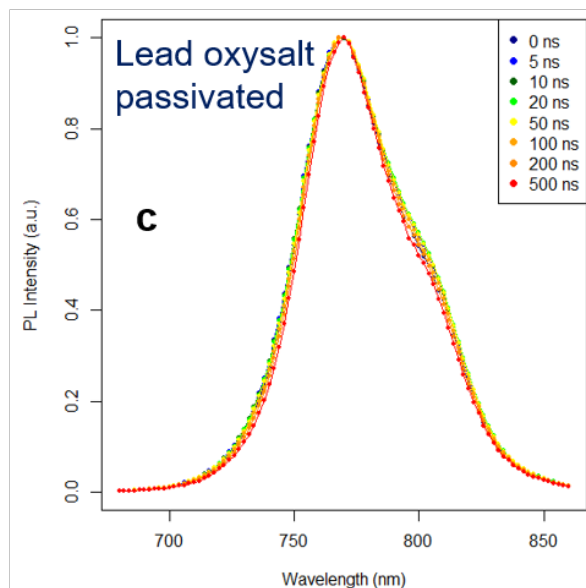 Lead oxysalt
passivated
c
0 ns
5 ns
10 ns
20 ns
50 ns
100 ns
200 ns
500 ns
PL Intensity (a.u.)
1.0
0.8
0.6
0.4
0.2
0.0
700
750
800
850
Wavelength (nm)